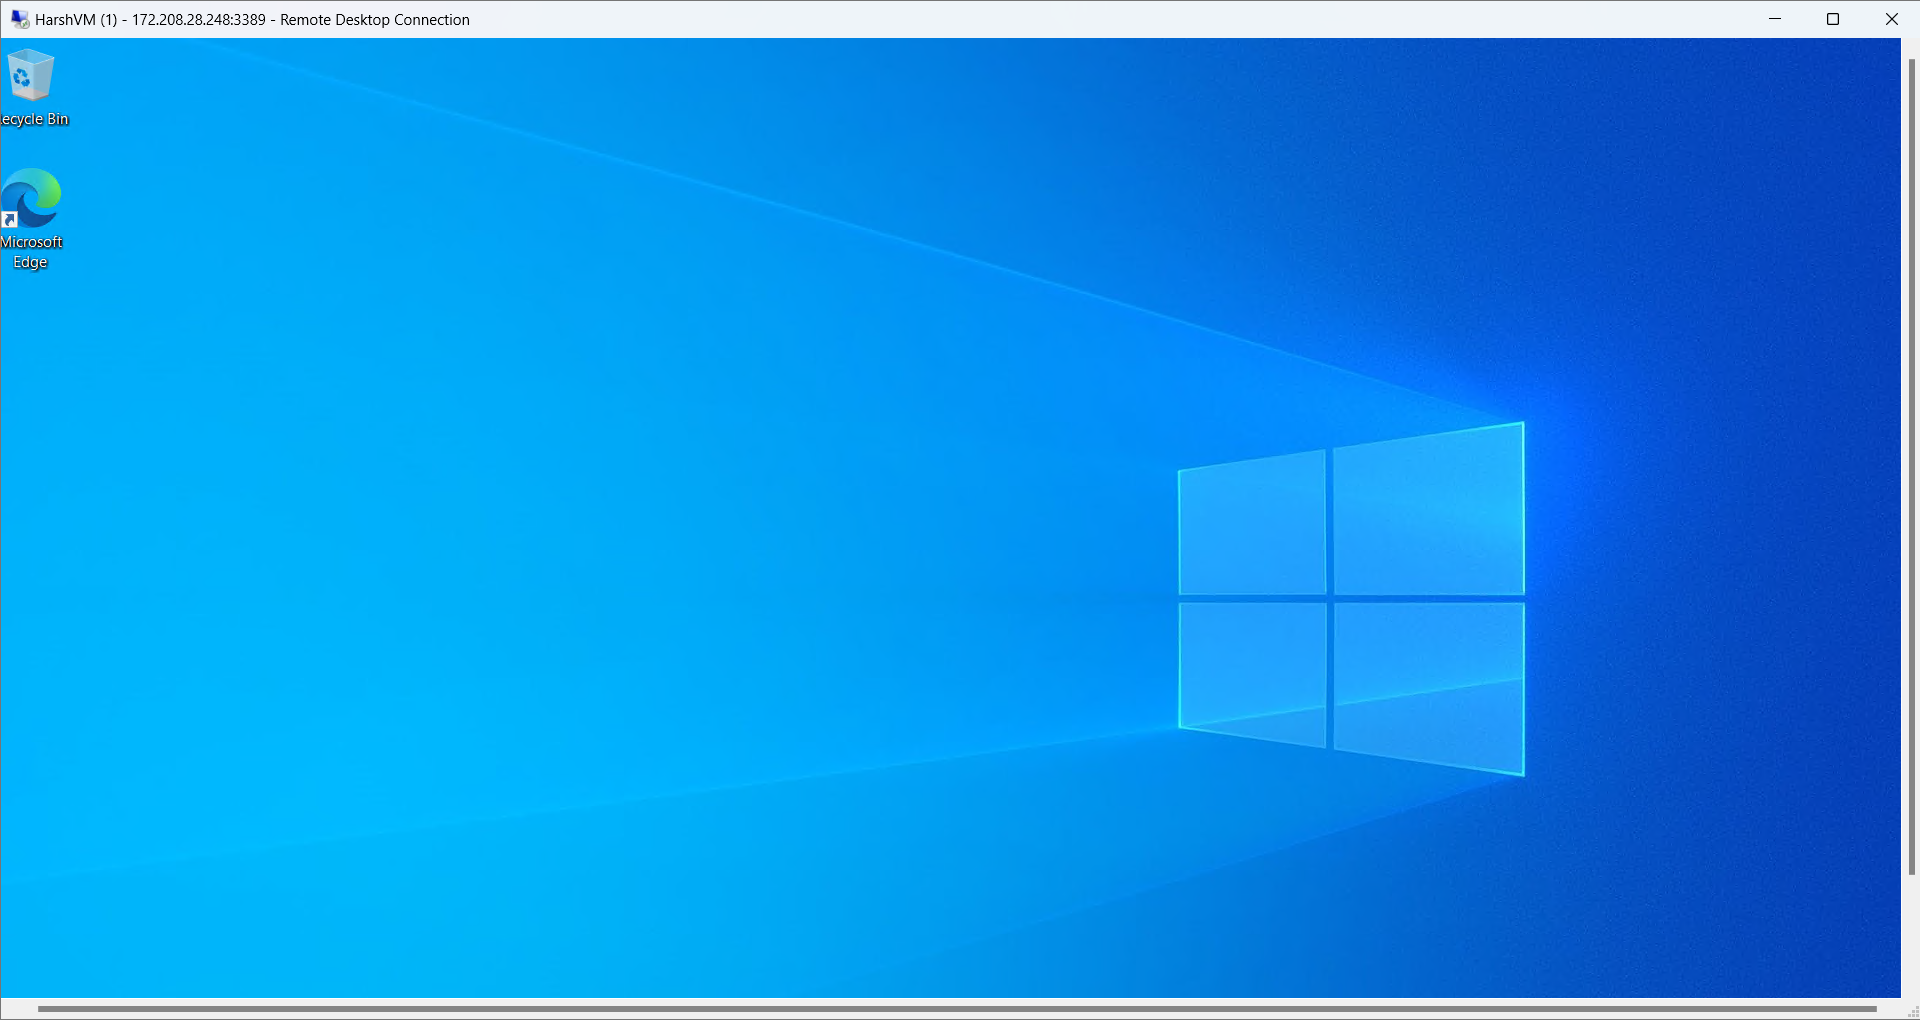 HarshVM (1) - 172.208.28.248:3389 - Remote Desktop Connection
ecycle Bin
Microsoft
Edge